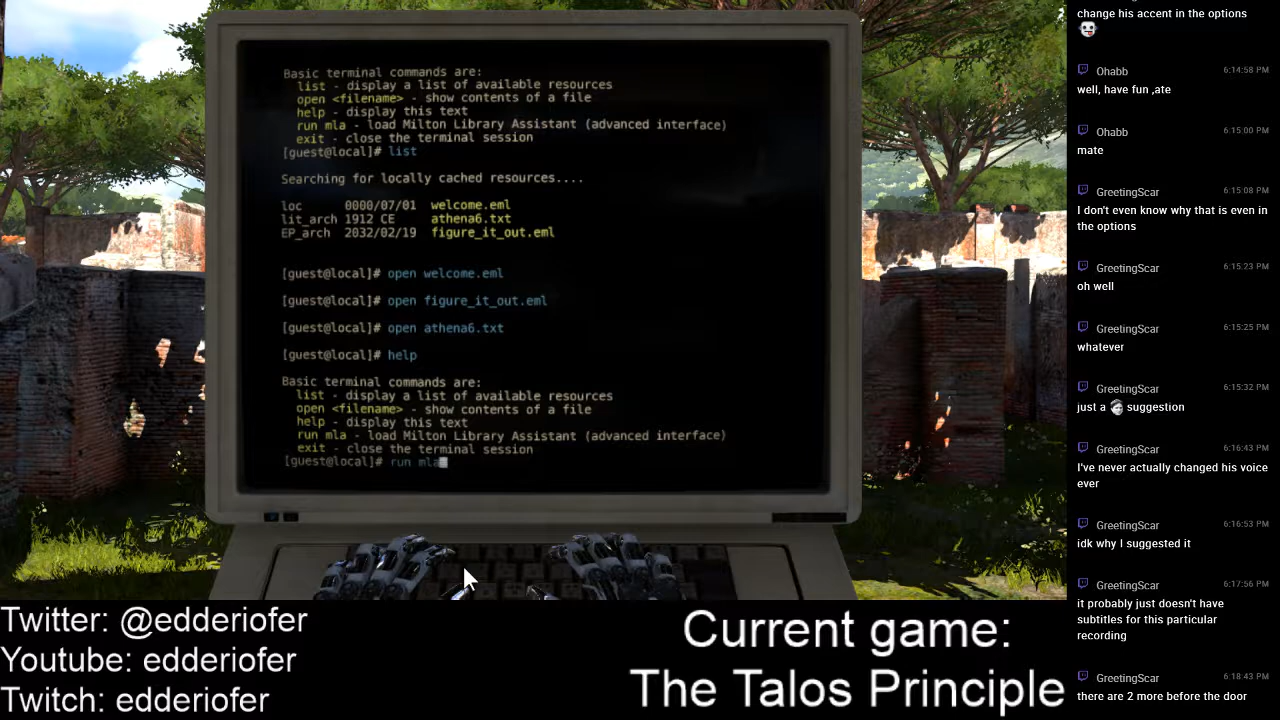 Basic terminal commands are:
list - display a list of available resources
open <filename> - show contents of a file
help - display this text
run mla - load Milton Library Assistant (advanced interface)
exit - close the terminal session
[guest@local]# list
Searching for locally cached resources....
loc 0000/07/01 welcome.eml
lit_arch 1912 CE athena6.txt
EP_arch 2032/02/19 figure_it_out.eml
[guest@local]# open welcome.eml
[guest@local]# open figure_it_out.eml
[guest@local]# open athena6.txt
[guest@local]# help
Basic terminal commands are:
list - display a list of available resources
open <filename> - show contents of a file
help - display this text
run mla - load Milton Library Assistant (advanced interface)
exit - close the terminal session
[guest@local]# run mla
change his accent in the options
Ohabb 6:14:58 PM
well, have fun ,ate
Ohabb 6:15:00 PM
mate
GreetingScar 6:15:08 PM
I don't even know why that is even in
the options
GreetingScar 6:15:23 PM
oh well
GreetingScar 6:15:25 PM
whatever
GreetingScar 6:15:32 PM
just a suggestion
GreetingScar 6:16:43 PM
I've never actually changed his voice
ever
GreetingScar 6:16:53 PM
idk why I suggested it
GreetingScar 6:17:56 PM
it probably just doesn't have
subtitles for this particular
recording
GreetingScar 6:18:43 PM
there are 2 more before the door
Twitter: @edderiofer
Youtube: edderiofer
Twitch: edderiofer
Current game:
The Talos Principle